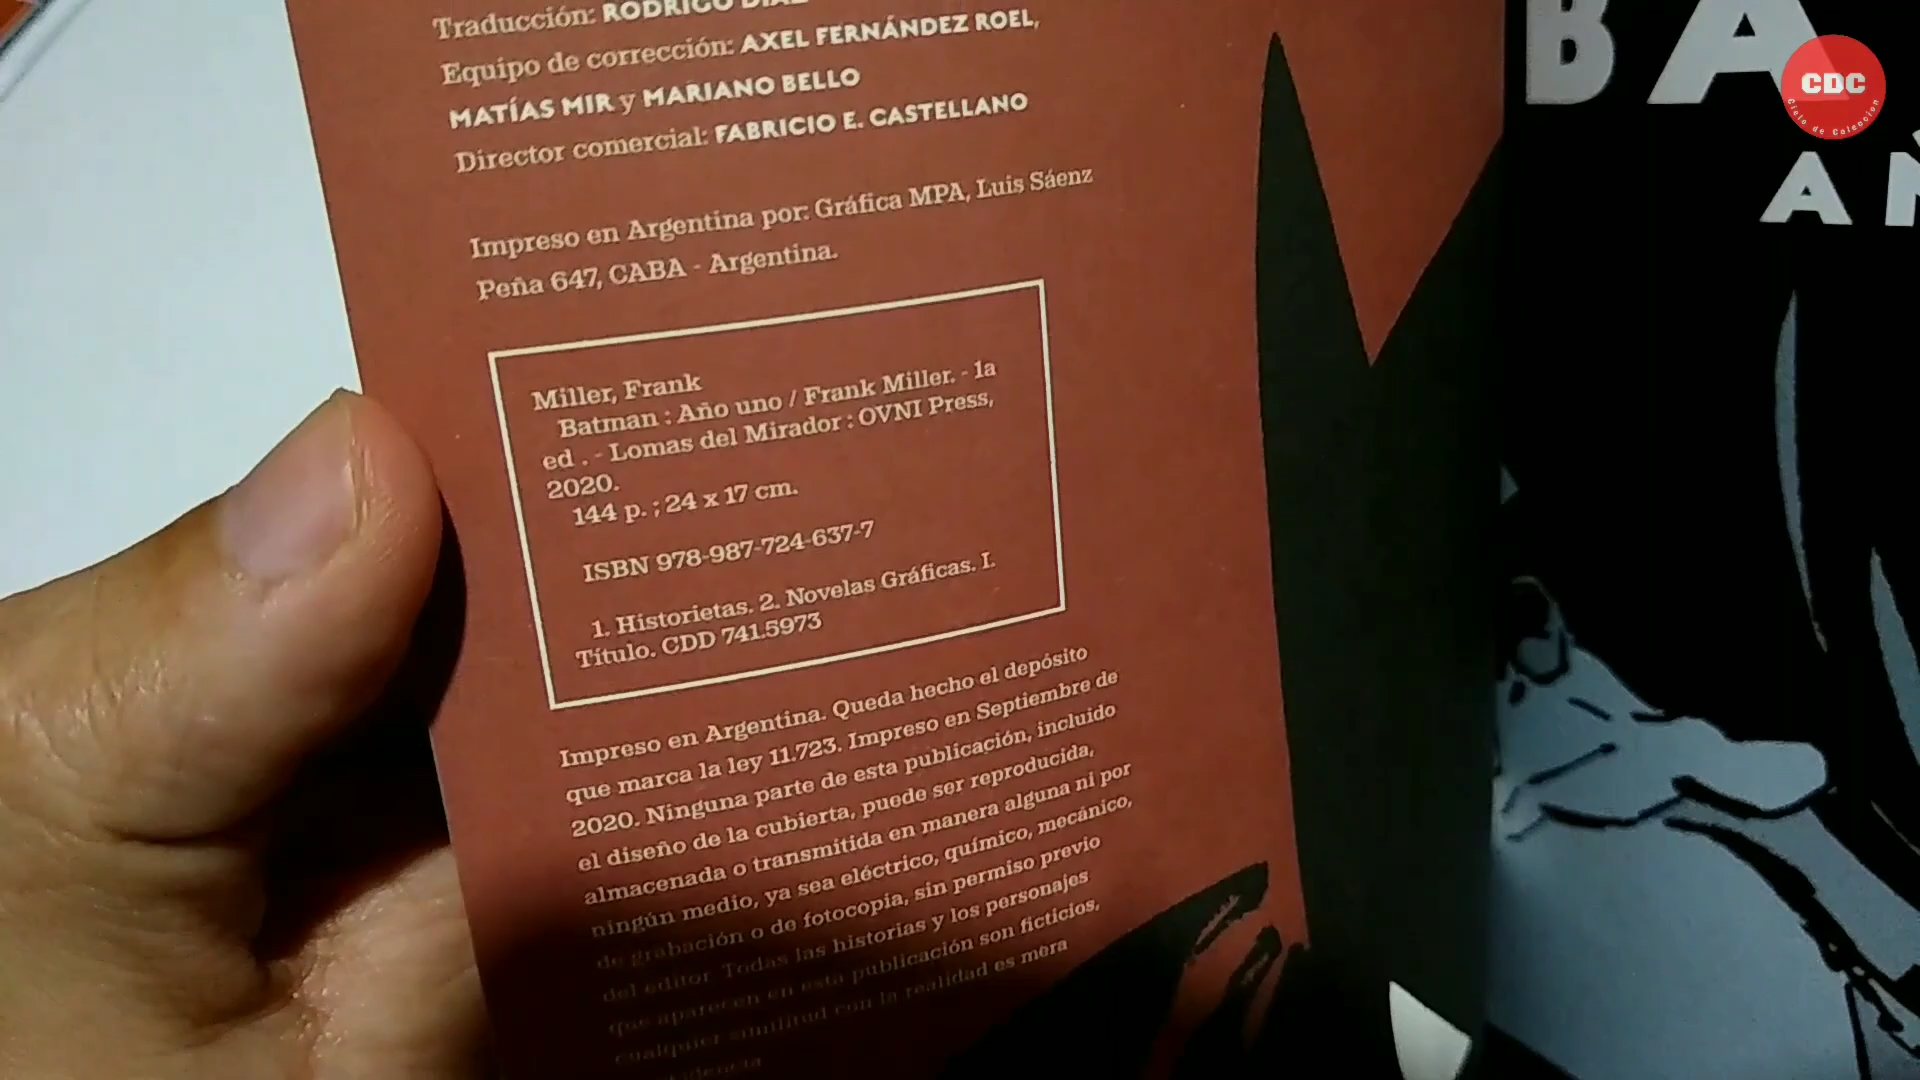 Traducción: RODRIGO
Equipo de corrección: AXEL FERNÁNDEZ ROEL,
MATÍAS MIR y MARIANO BELLO
Director comercial: FABRICIO E. CASTELLANO
Impreso en Argentina por: Gráfica MPA, Luis Sáenz
Peña 647, CABA - Argentina.
Miller, Frank
Batman : Año uno / Frank Miller. - 1a
ed . - Lomas del Mirador : OVNI Press,
2020.
144 p. ; 24 x 17 cm.
ISBN 978-987-724-637-7
1. Historietas. 2. Novelas Gráficas. I.
Título. CDD 741.5973
Impreso en Argentina. Queda hecho el depósito
que marca la ley 11.723. Impreso en Septiembre de
2020. Ninguna parte de esta publicación, incluido
el diseño de la cubierta, puede ser reproducida,
almacenada o transmitida en manera alguna ni por
ningún medio, ya sea eléctrico, químico, mecánico,
de grabación o de fotocopia, sin permiso previo
del editor. Todas las historias y los personajes
que aparecen en esta publicación son ficticios,
cualquier similitud con la realidad es mera
BA
AÑ
CDC
Cielo de Coleccion